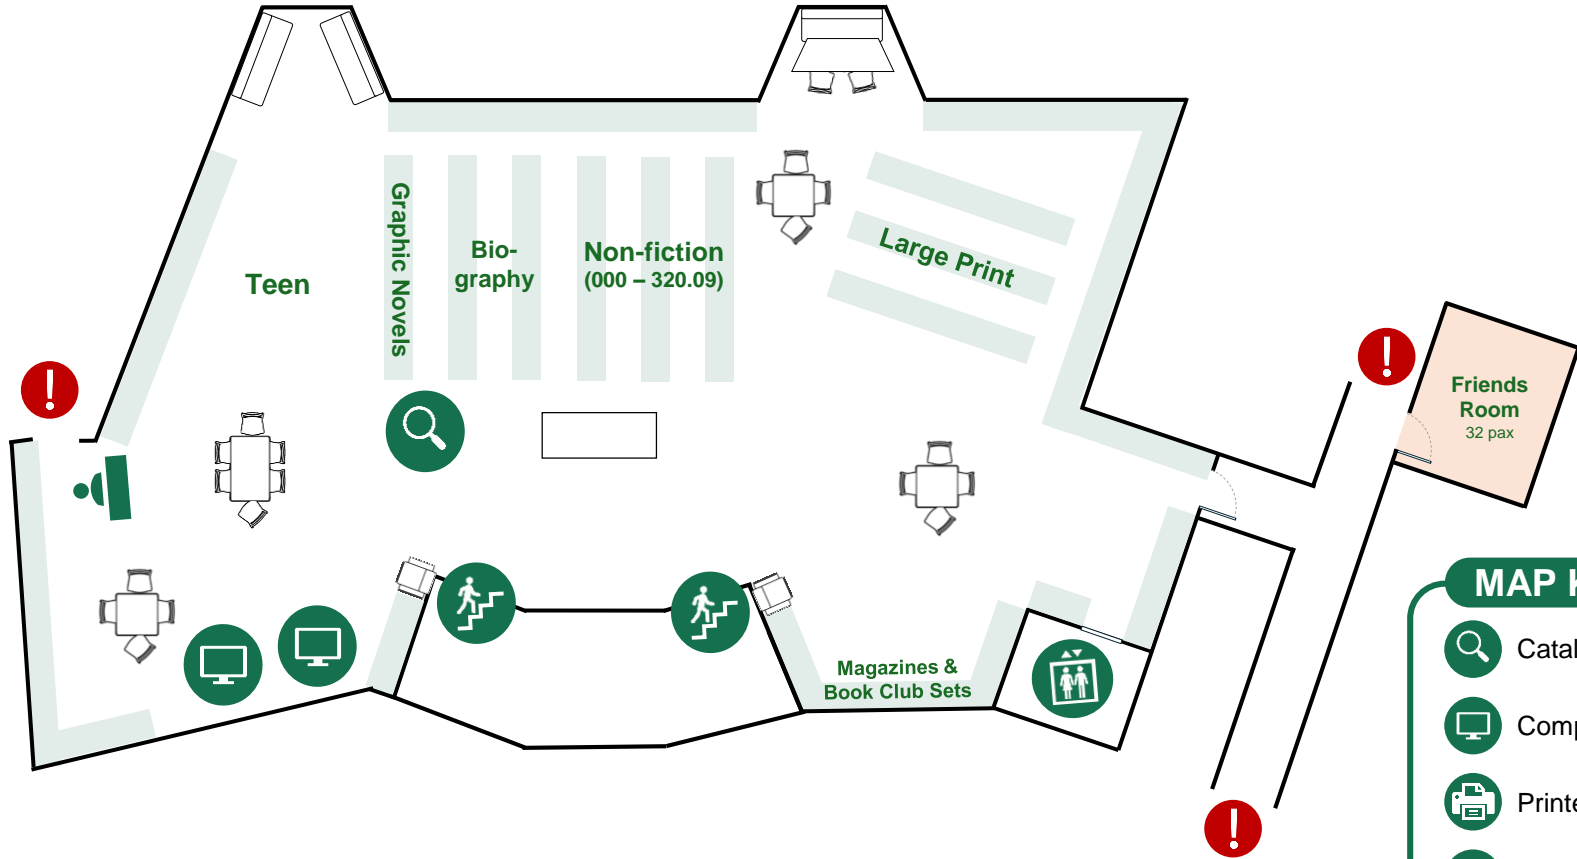 Teen
Graphic Novels
Bio-
graphy
Non-fiction
(000 – 320.09)
Large Print
Friends
Room
32 pax
Magazines &
Book Club Sets
MAP
Catal
Comp
Printe